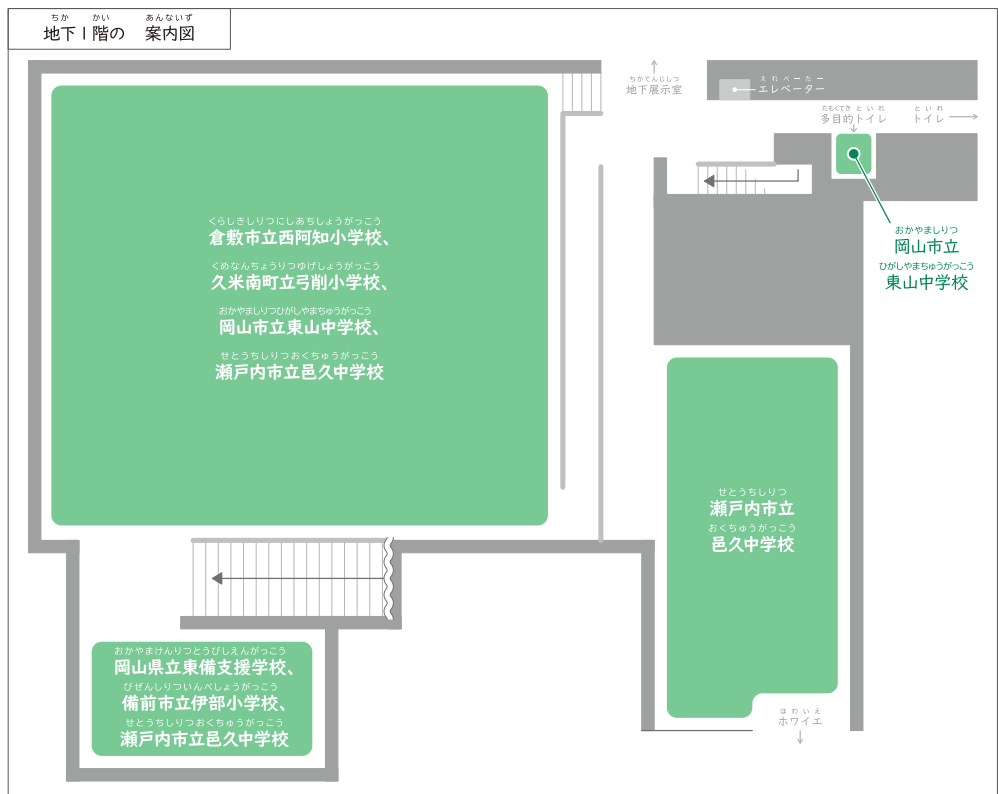 ちか かい あんないず
地下1階の 案内図
ちかてんじしつ
地下展示室
えれべーたー
エレベーター
たもくてき といれ
多目的トイレ
といれ
トイレ
おかやましりつ
岡山市立
ひがしやまちゅうがっこう
東山中学校
くらしきしりつにしあちしょうがっこう
倉敷市立西阿知小学校、
くめなんちょうりつゆげしょうがっこう
久米南町立弓削小学校、
おかやましりつひがしやまちゅうがっこう
岡山市立東山中学校、
せとうちしりつおくちゅうがっこう
瀬戸内市立邑久中学校
せとうちしりつ
瀬戸内市立
おくちゅうがっこう
邑久中学校
おかやまけんりつとうびしえんがっこう
岡山県立東備支援学校、
びぜんしりついんべしょうがっこう
備前市立伊部小学校、
せとうちしりつおくちゅうがっこう
瀬戸内市立邑久中学校
ほわいえ
ホワイエ